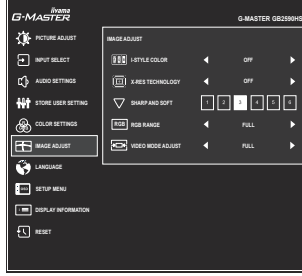 iiyama
G-MASTER
G-MASTER GB2590HS
PICTURE ADJUST
INPUT SELECT
AUDIO SETTINGS
STORE USER SETTING
COLOR SETTINGS
IMAGE ADJUST
LANGUAGE
SETUP MENU
DISPLAY INFORMATION
RESET
IMAGE ADJUST
I-STYLE COLOR OFF
X-RES TECHNOLOGY OFF
SHARP AND SOFT 1 2 3 4 5 6
RGB RGB RANGE FULL
VIDEO MODE ADJUST FULL